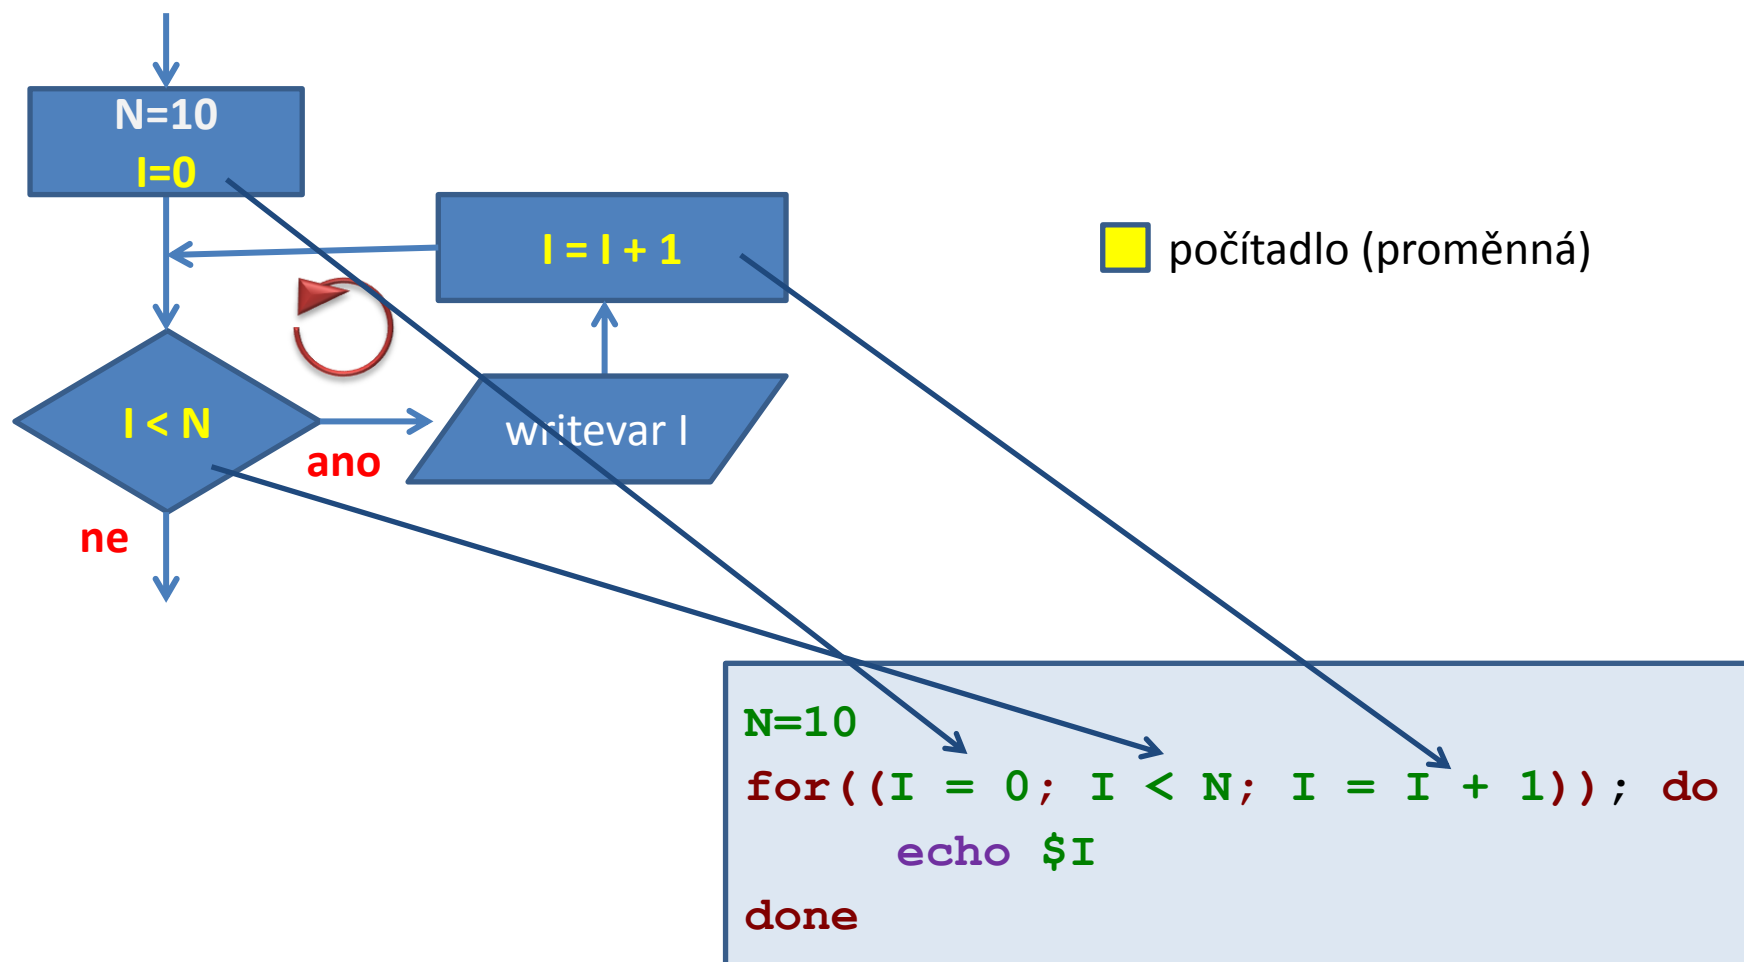 N=10
I=0
I = I + 1
počítadlo (proměnná)
I < N
ano
writevar I
ne
N=10
for((I = 0; I < N; I = I + 1)); do
echo $I
done